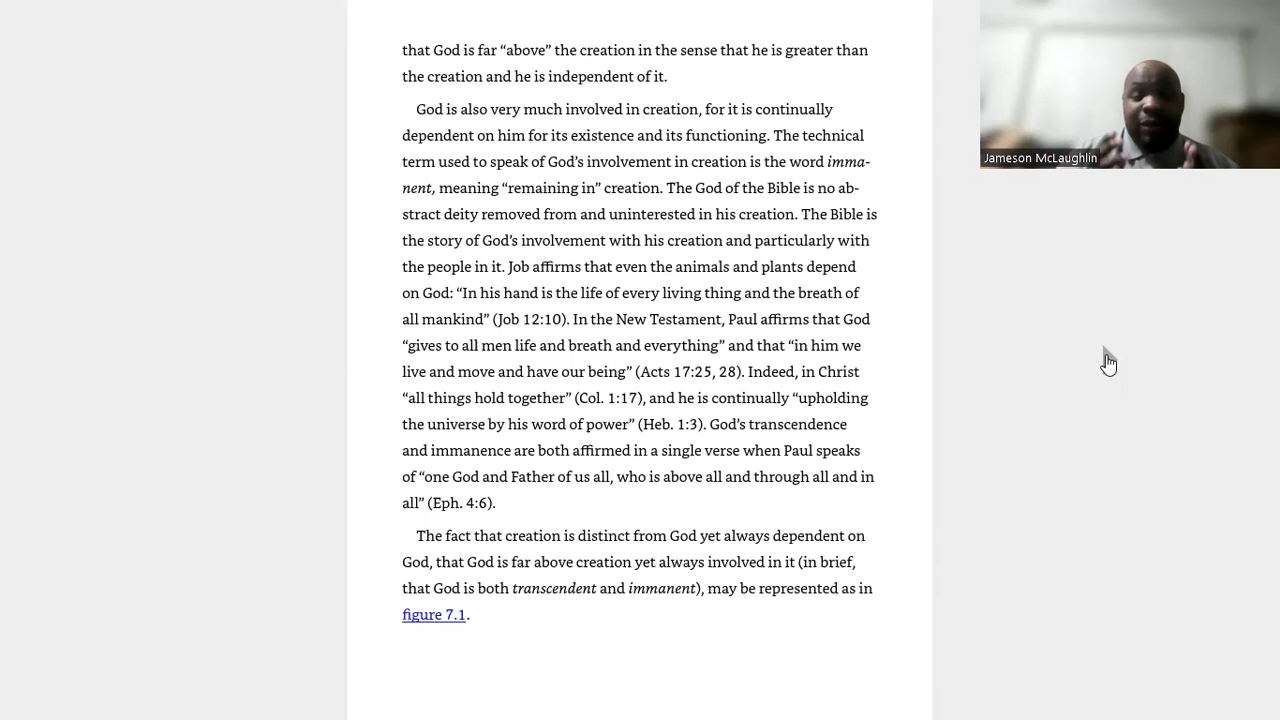 that God is far “above” the creation in the sense that he is greater than
the creation and he is independent of it.
God is also very much involved in creation, for it is continually
dependent on him for its existence and its functioning. The technical
term used to speak of God’s involvement in creation is the word imma-
nent, meaning “remaining in” creation. The God of the Bible is no ab-
stract deity removed from and uninterested in his creation. The Bible is
the story of God’s involvement with his creation and particularly with
the people in it. Job affirms that even the animals and plants depend
on God: “In his hand is the life of every living thing and the breath of
all mankind” (Job 12:10). In the New Testament, Paul affirms that God
“gives to all men life and breath and everything” and that “in him we
live and move and have our being” (Acts 17:25, 28). Indeed, in Christ
“all things hold together” (Col. 1:17), and he is continually “upholding
the universe by his word of power” (Heb. 1:3). God’s transcendence
and immanence are both affirmed in a single verse when Paul speaks
of “one God and Father of us all, who is above all and through all and in
all” (Eph. 4:6).
The fact that creation is distinct from God yet always dependent on
God, that God is far above creation yet always involved in it (in brief,
that God is both transcendent and immanent), may be represented as in
figure 7.1.
Jameson McLaughlin